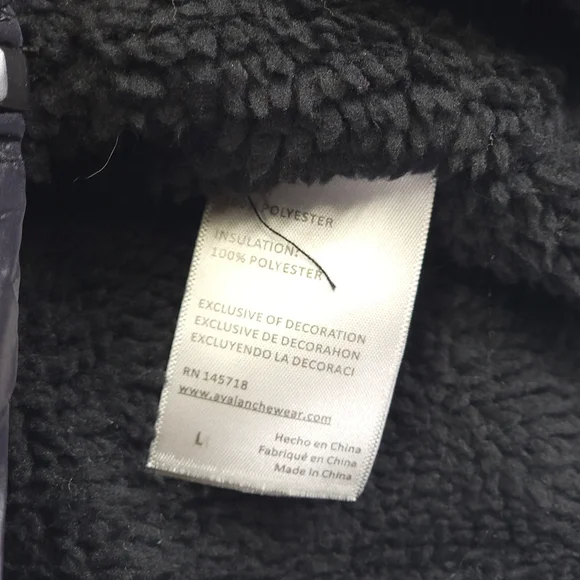 POLYESTER
INSULATION:
100% POLYESTER
EXCLUSIVE OF DECORATION
EXCLUSIVE DE DECORAHON
EXCLUYENDO LA DECORACI
RN 145718
www.avalanchewear.com
L
Hecho en China
Fabriqué en China
Made In China